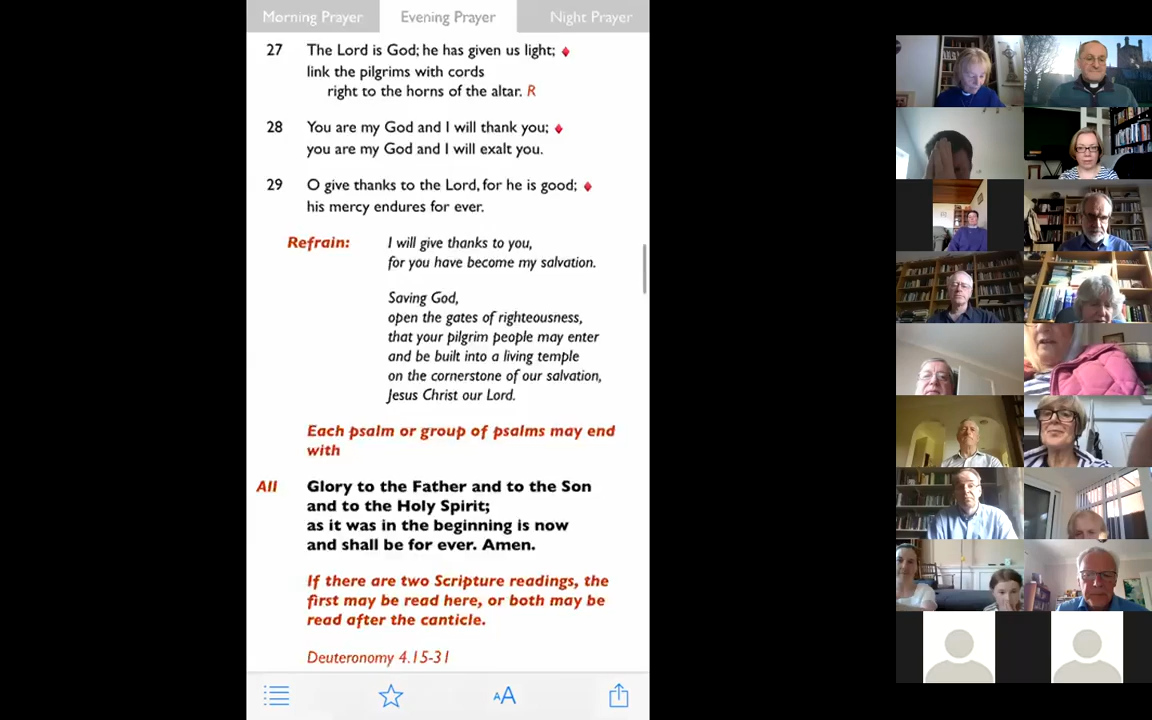 Morning Prayer Evening Prayer Night Prayer
27 The Lord is God; he has given us light; ♦
link the pilgrims with cords
right to the horns of the altar. R
28 You are my God and I will thank you; ♦
you are my God and I will exalt you.
29 O give thanks to the Lord, for he is good; ♦
his mercy endures for ever.
Refrain: I will give thanks to you,
for you have become my salvation.
Saving God,
open the gates of righteousness,
that your pilgrim people may enter
and be built into a living temple
on the cornerstone of our salvation,
Jesus Christ our Lord.
Each psalm or group of psalms may end
with
All Glory to the Father and to the Son
and to the Holy Spirit;
as it was in the beginning is now
and shall be for ever. Amen.
If there are two Scripture readings, the
first may be read here, or both may be
read after the canticle.
Deuteronomy 4.15-31
AA